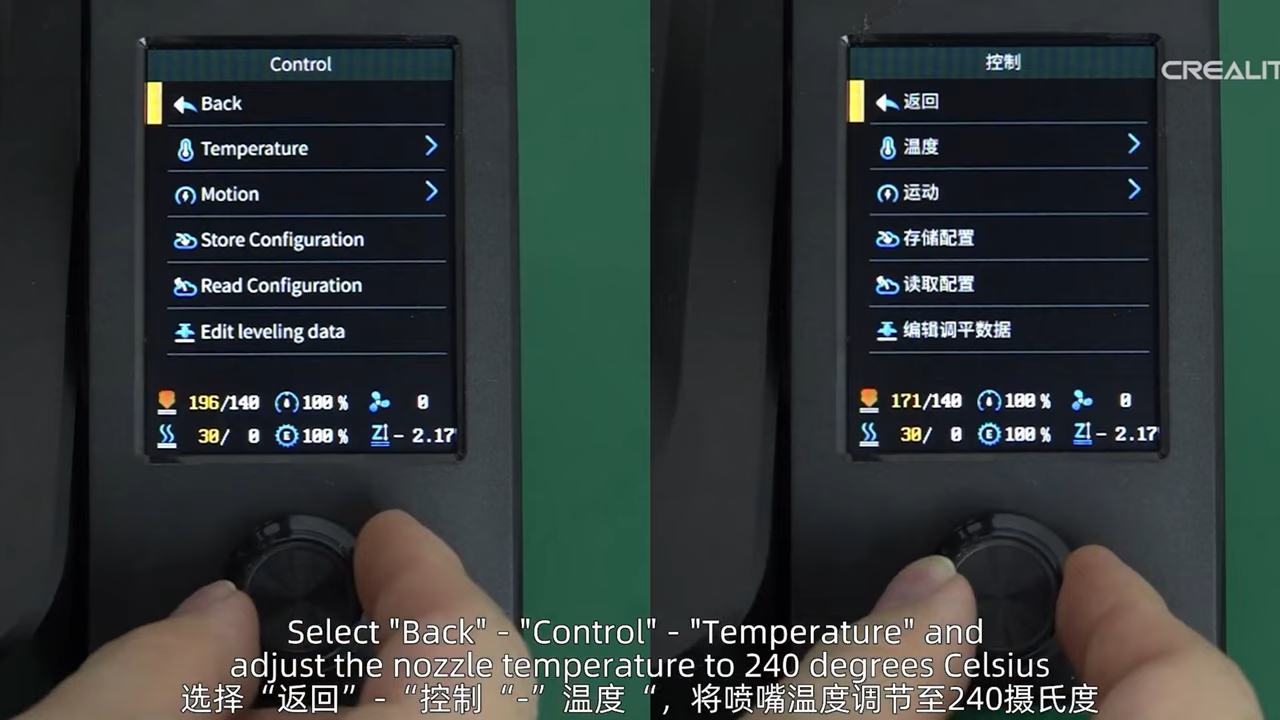 Control
Back
Temperature
Motion
Store Configuration
Read Configuration
Edit leveling data
196/140 100 % 0
30/ 0 E 100 % Z - 2.17
控制
返回
温度
运动
存储配置
读取配置
编辑调平数据
171/140 100 % 0
30/ 0 E 100 % Z - 2.17
CREALIT
Select "Back" - "Control" - "Temperature" and
adjust the nozzle temperature to 240 degrees Celsius
选择“返回” -“控制“-”温度“，将喷嘴温度调节至240摄氏度